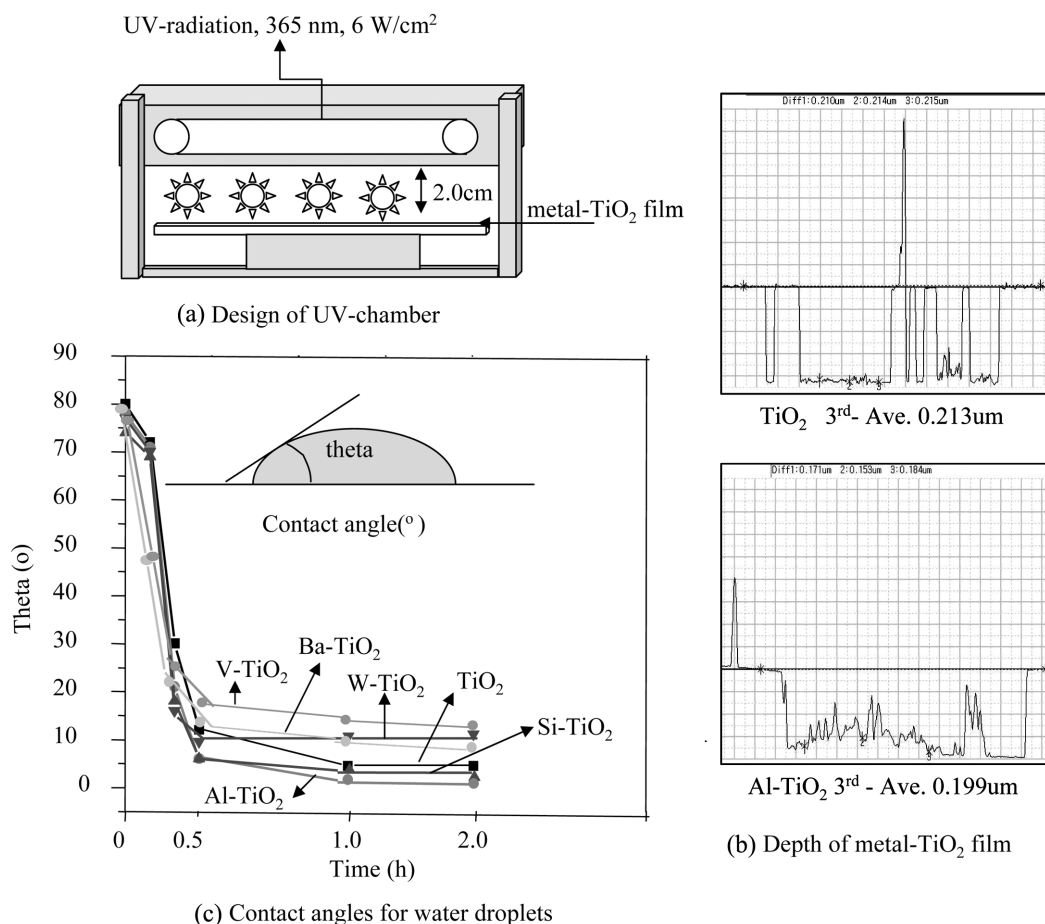 UV-radiation, 365 nm, 6 W/cm²
2.0cm
metal-TiO₂ film
(a) Design of UV-chamber
Diff1:0.210um 2:0.214um 3:0.215um
2
3
TiO₂ 3ʳᵈ- Ave. 0.213um
Diff1:0.171um 2:0.153um 3:0.184um
2
3
Al-TiO₂ 3ʳᵈ - Ave. 0.199um
(b) Depth of metal-TiO₂ film
90
80
70
60
50
40
30
20
10
0
Theta (o)
theta
Contact angle(º )
V-TiO₂
Ba-TiO₂
W-TiO₂
TiO₂
Si-TiO₂
Al-TiO₂
0 0.5 1.0 2.0
Time (h)
(c) Contact angles for water droplets